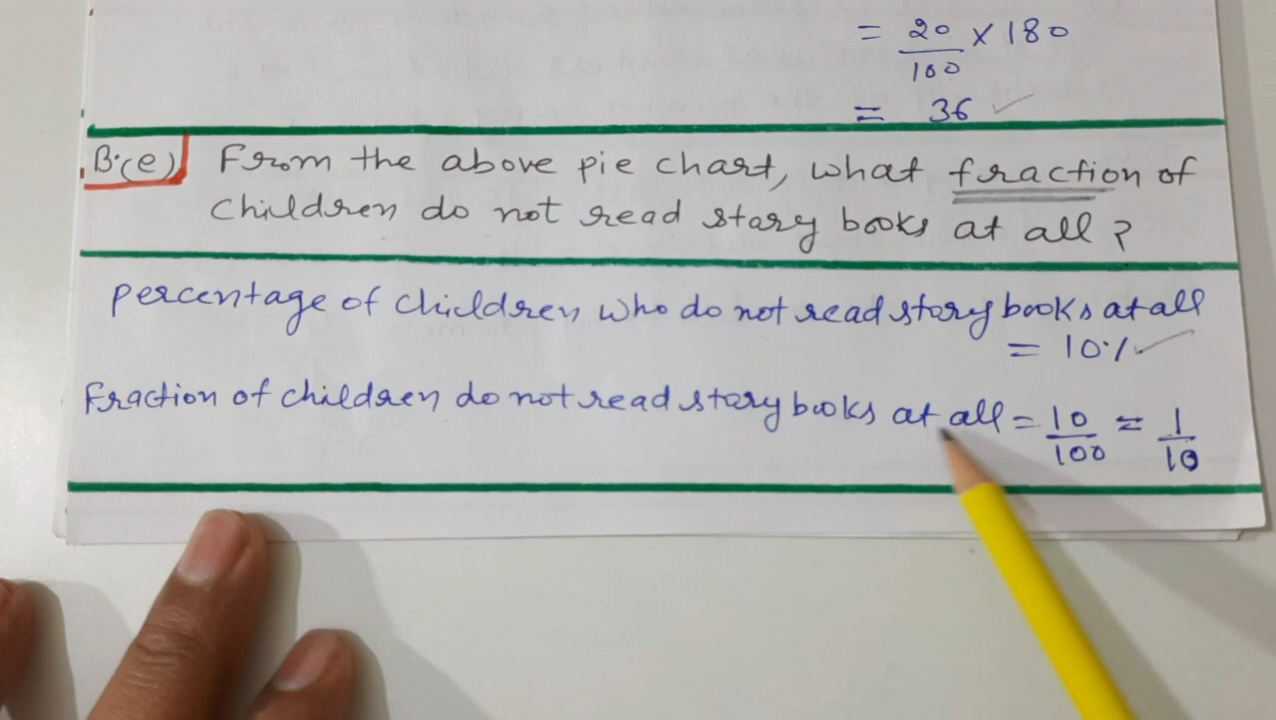 = 20/100 × 180
= 36 ✓
B.(e) From the above pie chart, what fraction of
children do not read story books at all?
Percentage of children who do not read story books at all
= 10% ✓
Fraction of children do not read story books at all = 10/100 = 1/10